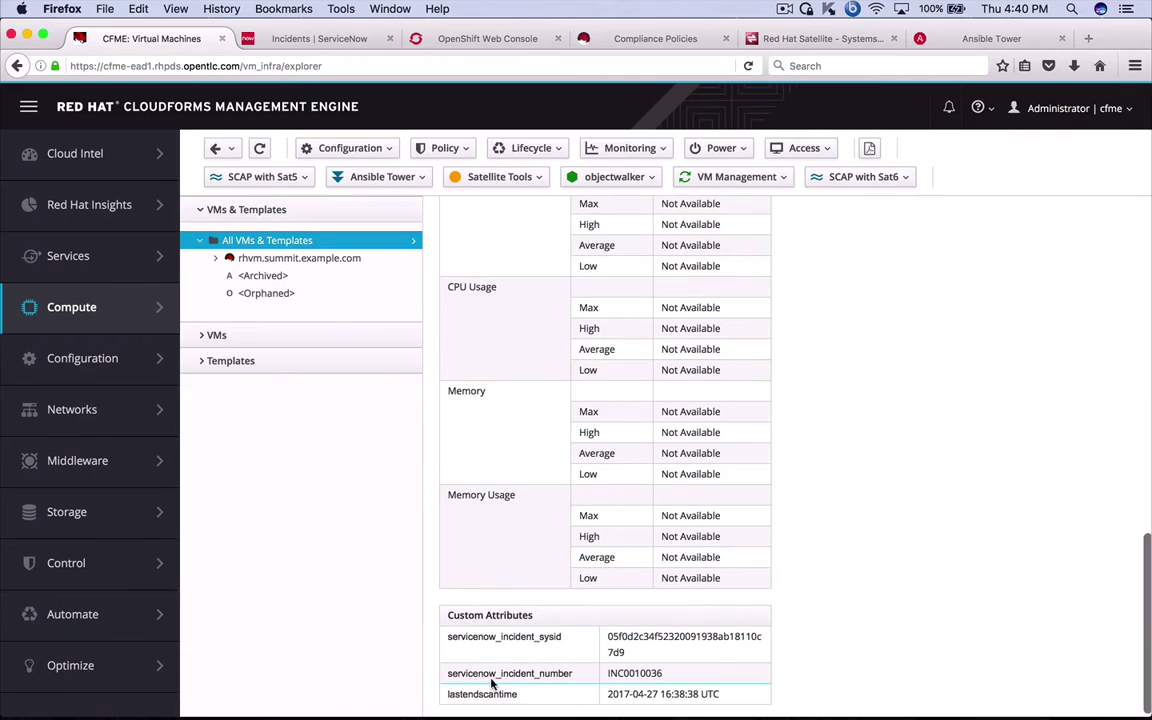 Firefox File Edit View History Bookmarks Tools Window Help 100% Thu 4:40 PM
CFME: Virtual Machines × Incidents | ServiceNow × OpenShift Web Console × Compliance Policies × Red Hat Satellite - Systems... × Ansible Tower × +
https://cfme-ead1.rhpds.opentlc.com/vm_infra/explorer Search
RED HAT® CLOUDFORMS MANAGEMENT ENGINE Administrator | cfme
Cloud Intel
Red Hat Insights
Services
Compute
Configuration
Networks
Middleware
Storage
Control
Automate
Optimize
Configuration Policy Lifecycle Monitoring Power Access
SCAP with Sat5 Ansible Tower Satellite Tools objectwalker VM Management SCAP with Sat6
VMs & Templates
All VMs & Templates
rhvm.summit.example.com
A <Archived>
O <Orphaned>
VMs
Templates
Max Not Available
High Not Available
Average Not Available
Low Not Available
CPU Usage
Max Not Available
High Not Available
Average Not Available
Low Not Available
Memory
Max Not Available
High Not Available
Average Not Available
Low Not Available
Memory Usage
Max Not Available
High Not Available
Average Not Available
Low Not Available
Custom Attributes
servicenow_incident_sysid 05f0d2c34f52320091938ab18110c
7d9
servicenow_incident_number INC0010036
lastendscantime 2017-04-27 16:38:38 UTC